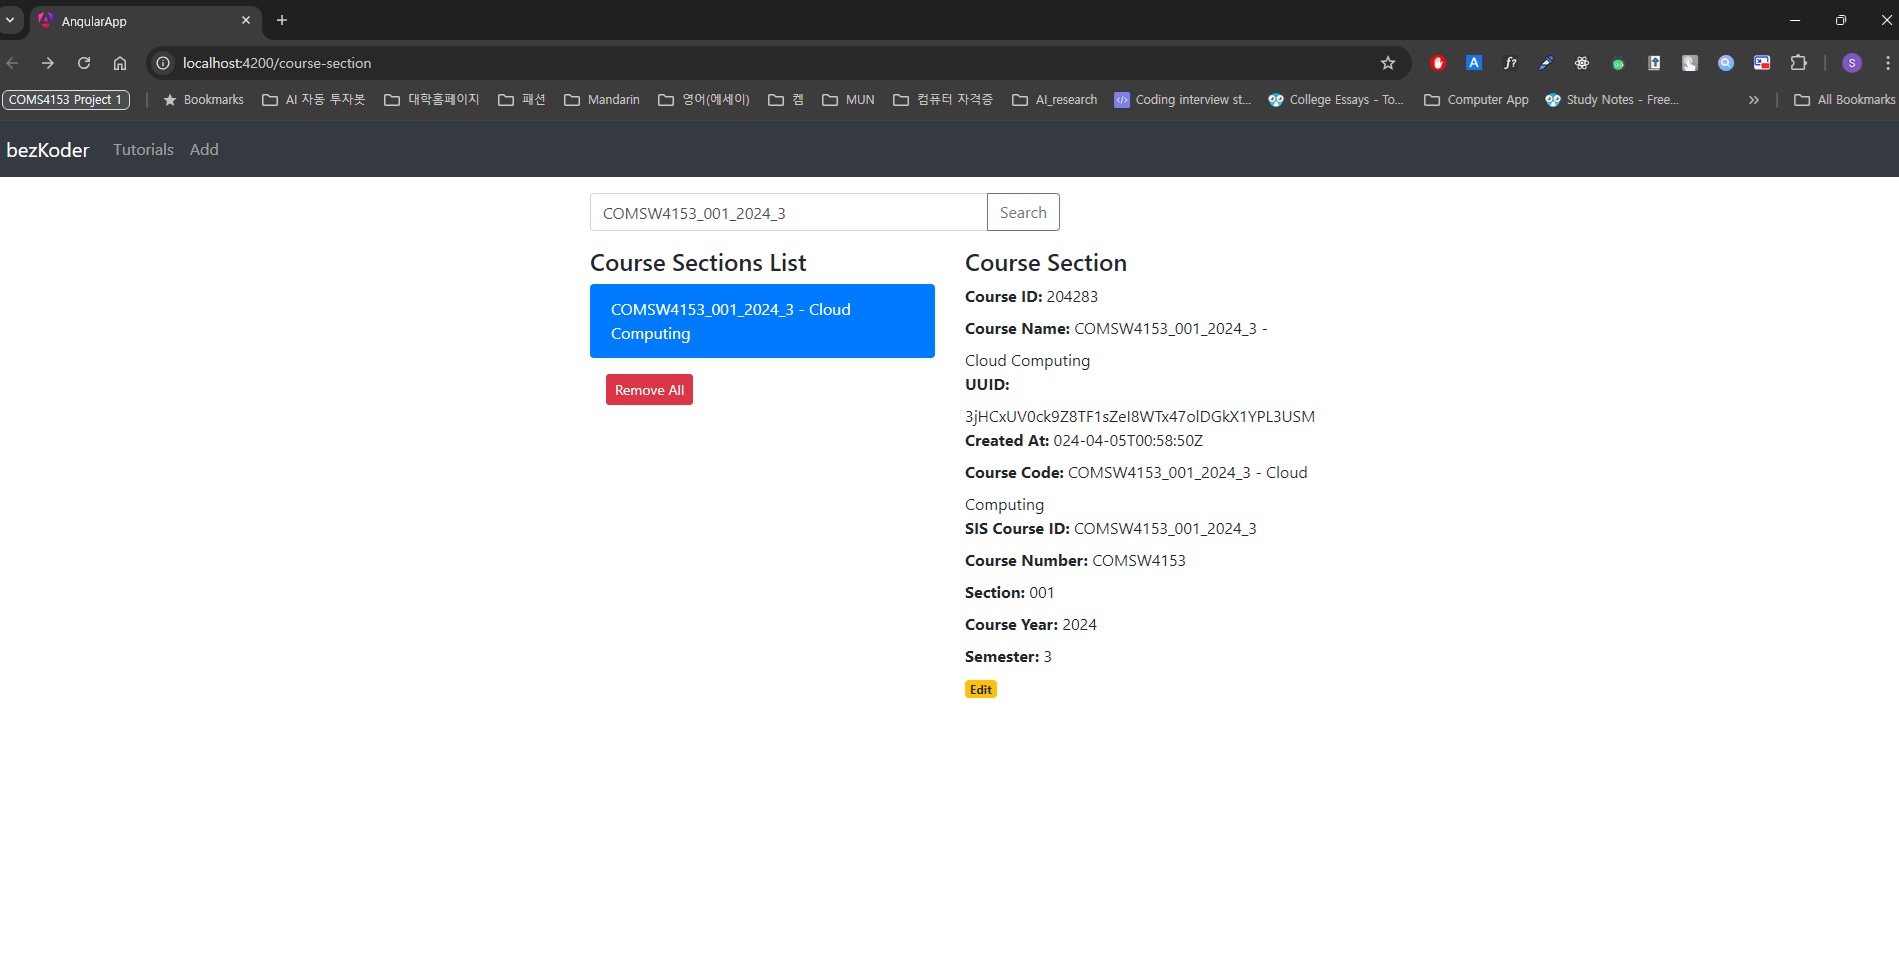 AngularApp
localhost:4200/course-section
A
f?
S
COMS4153 Project 1
Bookmarks
AI 자동 투자봇
대학홈페이지
패션
Mandarin
영어(에세이)
켐
MUN
컴퓨터 자격증
AI_research
Coding interview st...
College Essays - To...
Computer App
Study Notes - Free...
All Bookmarks
bezKoder
Tutorials
Add
COMSW4153_001_2024_3
Search
Course Sections List
COMSW4153_001_2024_3 - Cloud
Computing
Remove All
Course Section
Course ID: 204283
Course Name: COMSW4153_001_2024_3 -
Cloud Computing
UUID:
3jHCxUV0ck9Z8TF1sZeI8WTx47olDGkX1YPL3USM
Created At: 024-04-05T00:58:50Z
Course Code: COMSW4153_001_2024_3 - Cloud
Computing
SIS Course ID: COMSW4153_001_2024_3
Course Number: COMSW4153
Section: 001
Course Year: 2024
Semester: 3
Edit